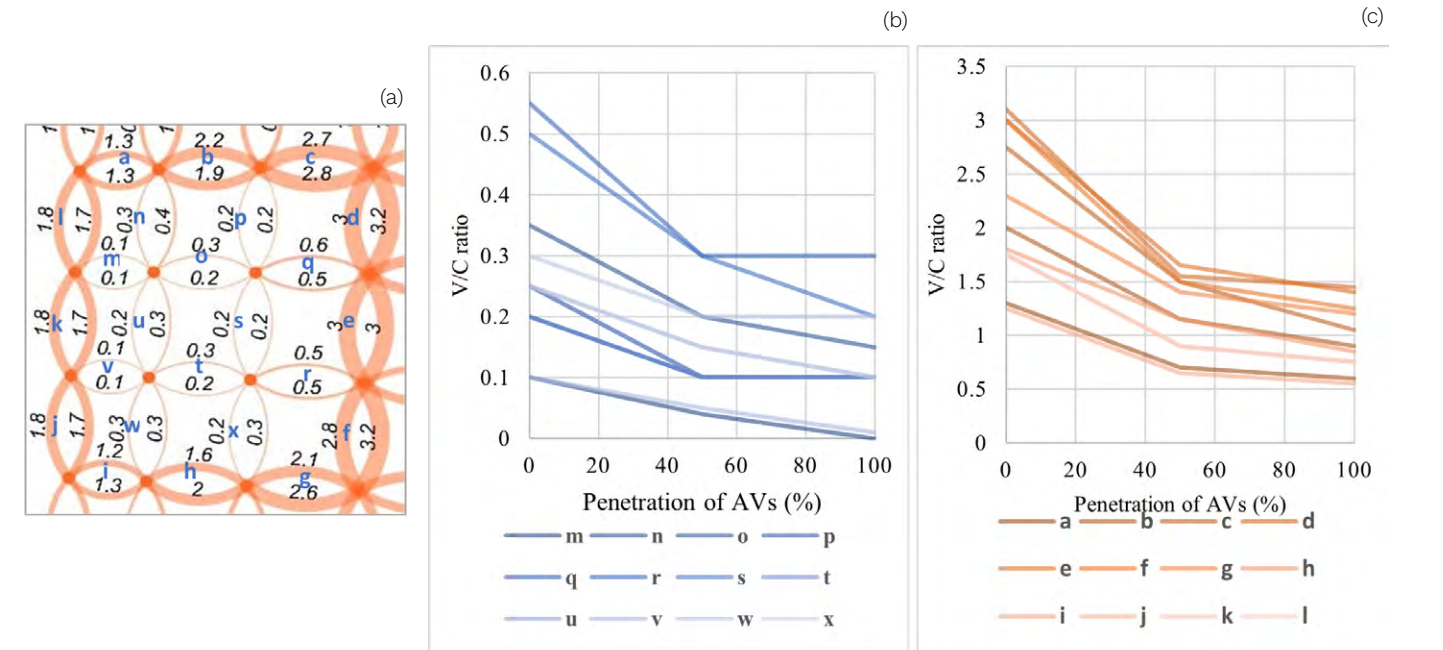 (a)
(b)
(c)
1.3 2.2 2.7
a b c
1.3 1.9 2.8
1.8 l 1.7 0.3 n 0.4 0.2 p 0.2 3 d 3.2
0.1 0.3 0.6
m o q
0.1 0.2 0.5
1.8 k 1.7 0.2 u 0.3 0.2 s 0.2 3 e 3
0.1 0.3 0.5
v t r
0.1 0.2 0.5
1.8 j 1.7 0.3 w 0.3 0.2 x 0.3 2.8 f 3.2
1.2 1.6 2.1
i h g
1.3 2 2.6
V/C ratio
0.6
0.5
0.4
0.3
0.2
0.1
0
0 20 40 60 80 100
Penetration of AVs (%)
m n o p
q r s t
u v w x
V/C ratio
3.5
3
2.5
2
1.5
1
0.5
0
0 20 40 60 80 100
Penetration of AVs (%)
a b c d
e f g h
i j k l